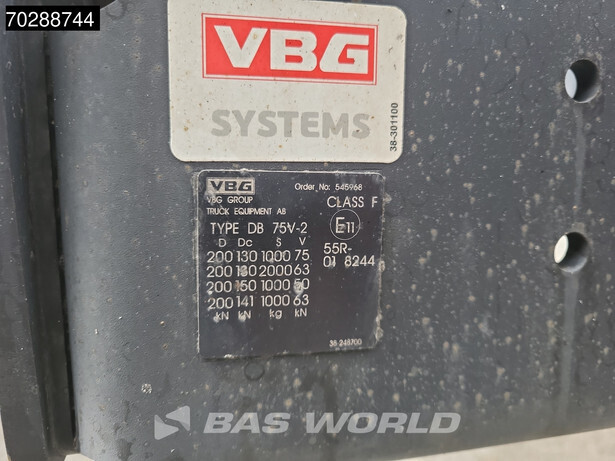 70288744
VBG
SYSTEMS
38-301100
VBG
Order No: 545968
VBG GROUP
TRUCK EQUIPMENT AB
CLASS F
TYPE DB 75V-2
E11
D Dc S V
55R-
01 8244
200 130 1000 75
200 130 2000 63
200 150 1000 50
200 141 1000 63
kN kN kg kN
38-248700
BAS WORLD